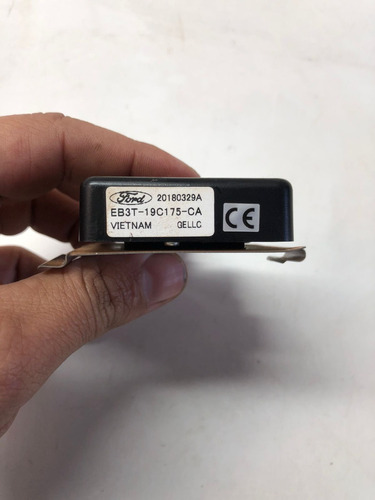 Ford 20180329A
EB3T-19C175-CA
VIETNAM GELLC
CE